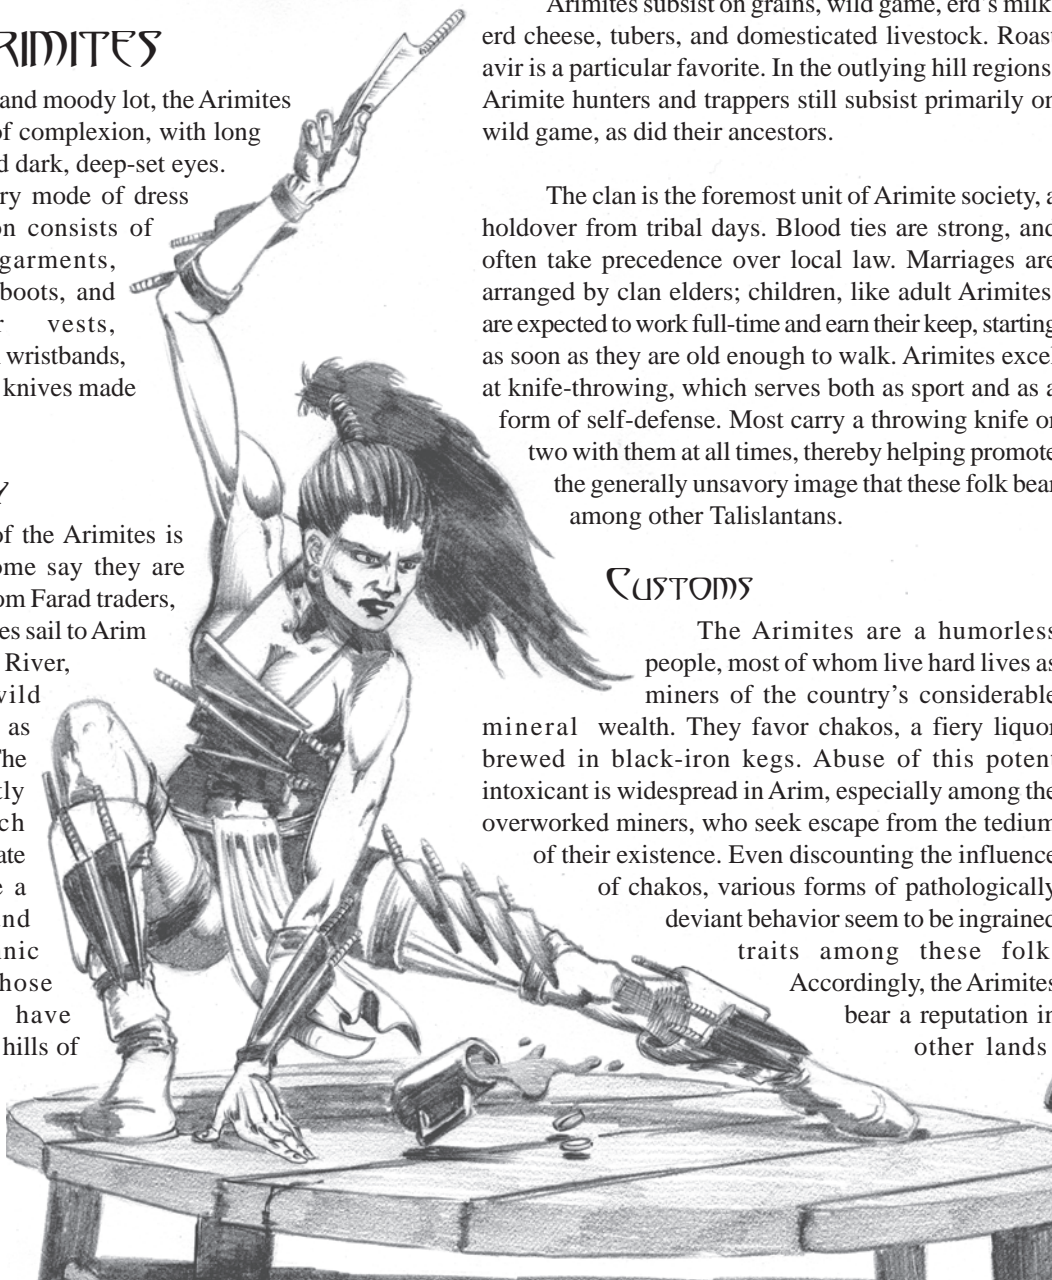 RIMITES
and moody lot, the Arimites
of complexion, with long
d dark, deep-set eyes.
ry mode of dress
on consists of
garments,
boots, and
r vests,
wristbands,
knives made
y
of the Arimites is
ome say they are
om Farad traders,
es sail to Arim
River,
wild
as
The
tly
ch
ate
e a
nd
nic
hose
have
hills of
Arimites subsist on grains, wild game, erd's milk
erd cheese, tubers, and domesticated livestock. Roast
avir is a particular favorite. In the outlying hill regions
Arimite hunters and trappers still subsist primarily on
wild game, as did their ancestors.
The clan is the foremost unit of Arimite society, a
holdover from tribal days. Blood ties are strong, and
often take precedence over local law. Marriages are
arranged by clan elders; children, like adult Arimites
are expected to work full-time and earn their keep, starting
as soon as they are old enough to walk. Arimites excel
at knife-throwing, which serves both as sport and as a
form of self-defense. Most carry a throwing knife or
two with them at all times, thereby helping promote
the generally unsavory image that these folk bear
among other Talislantans.
Customs
The Arimites are a humorless
people, most of whom live hard lives as
miners of the country's considerable
mineral wealth. They favor chakos, a fiery liquor
brewed in black-iron kegs. Abuse of this potent
intoxicant is widespread in Arim, especially among the
overworked miners, who seek escape from the tedium
of their existence. Even discounting the influence
of chakos, various forms of pathologically
deviant behavior seem to be ingrained
traits among these folk
Accordingly, the Arimites
bear a reputation in
other lands